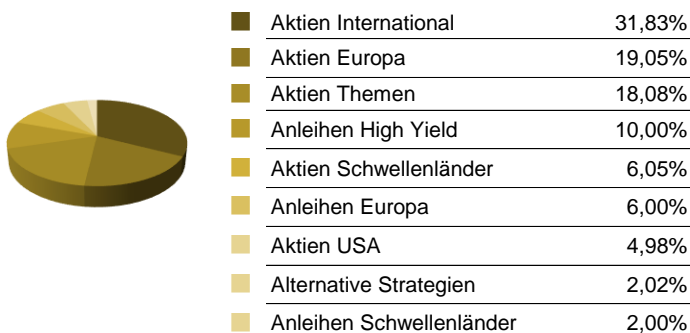 Aktien International 31,83%
Aktien Europa 19,05%
Aktien Themen 18,08%
Anleihen High Yield 10,00%
Aktien Schwellenländer 6,05%
Anleihen Europa 6,00%
Aktien USA 4,98%
Alternative Strategien 2,02%
Anleihen Schwellenländer 2,00%